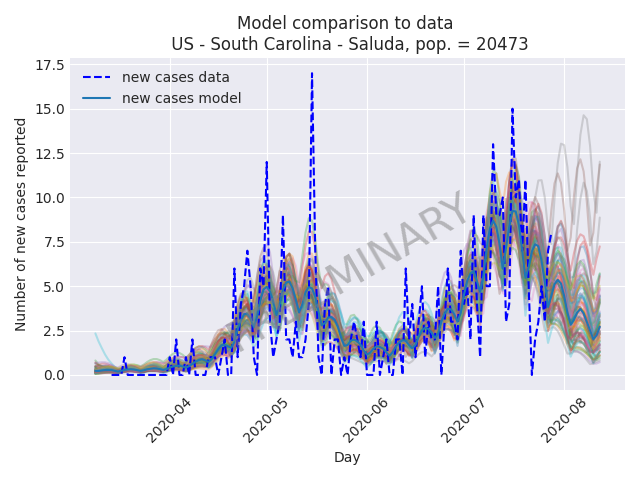 Model comparison to data
US - South Carolina - Saluda, pop. = 20473
new cases data
new cases model
Number of new cases reported
17.5
15.0
12.5
10.0
7.5
5.0
2.5
0.0
2020-04
2020-05
2020-06
2020-07
2020-08
Day